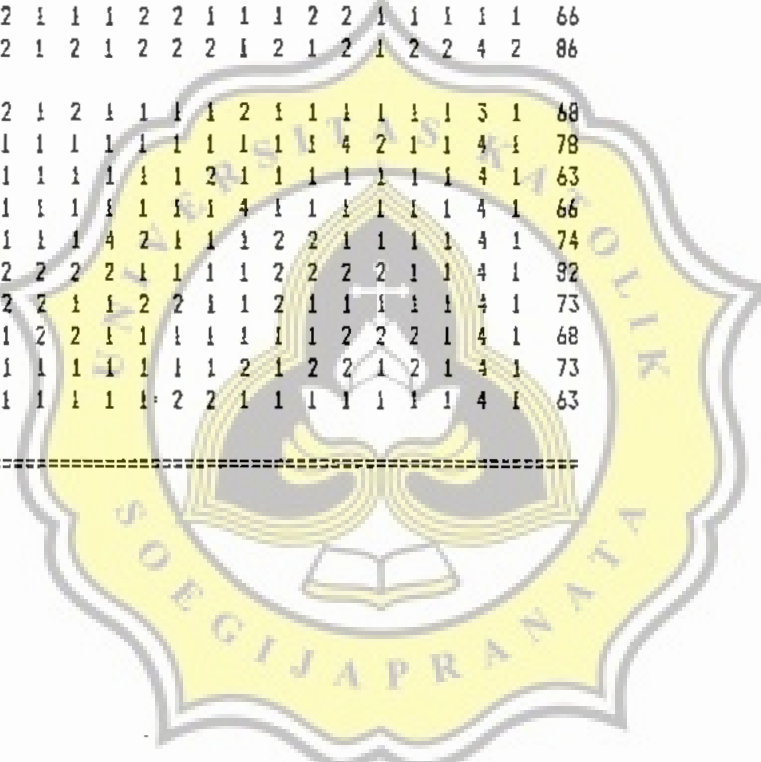 2 1 1 1 2 2 1 1 1 2 2 1 1 1 1 1 66
2 1 2 1 2 2 2 1 2 1 2 1 2 2 4 2 86
2 1 2 1 1 1 1 2 1 1 1 1 1 1 3 1 68
1 1 1 1 1 1 1 1 1 1 4 2 1 1 4 1 78
1 1 1 1 1 1 2 1 1 1 1 1 1 1 4 1 63
1 1 1 1 1 1 1 4 1 1 1 1 1 1 4 1 66
1 1 1 4 2 1 1 1 2 2 1 1 1 1 4 1 74
2 2 2 2 1 1 1 1 2 2 2 2 1 1 4 1 92
2 2 1 1 2 2 1 1 2 1 1 1 1 1 4 1 73
1 2 2 1 1 1 1 1 1 1 2 2 2 1 4 1 68
1 1 1 1 1 1 1 2 1 2 2 1 2 1 4 1 73
1 1 1 1 1 2 2 1 1 1 1 1 1 1 4 1 63
UNIVERSITAS KATOLIK
SOEGIJAPRANATA